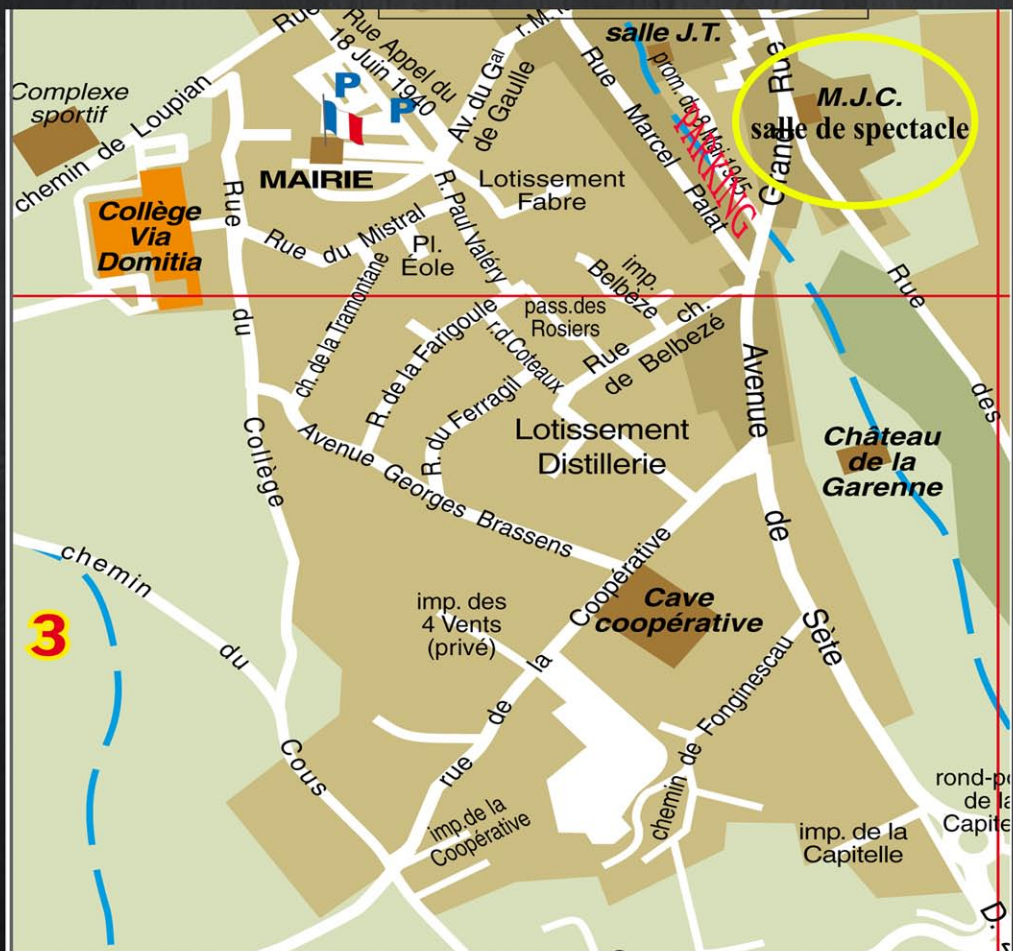 Rue
Rue Appel du
18 Juin 1940
Av. du Gal
de Gaulle
r. M.
salle J.T.
Complexe
sportif
chemin de Loupian
P
P
MAIRIE
Rue Marcel Palat
prom. du 8 Mai 1945
PARKING
Grand' Rue
M.J.C.
salle de spectacle
Collège
Via
Domitia
Rue du Collège
Rue du Mistral
Pl.
Éole
R. Paul Valéry
Lotissement
Fabre
imp.
Belbèze
pass.des
Rosiers
Rue
ch.
de Belbezé
Rue des
ch. de la Tramontane
R. de la Farigoule
r.d.Coteaux
R. du Ferragil
Lotissement
Distillerie
Avenue de Sète
Château
de la
Garenne
Avenue Georges Brassens
chemin du Cous
3
imp. des
4 Vents
(privé)
rue de la Coopérative
Cave
coopérative
chemin de Fonginescau
imp.de la
Coopérative
imp. de la
Capitelle
de la
D.